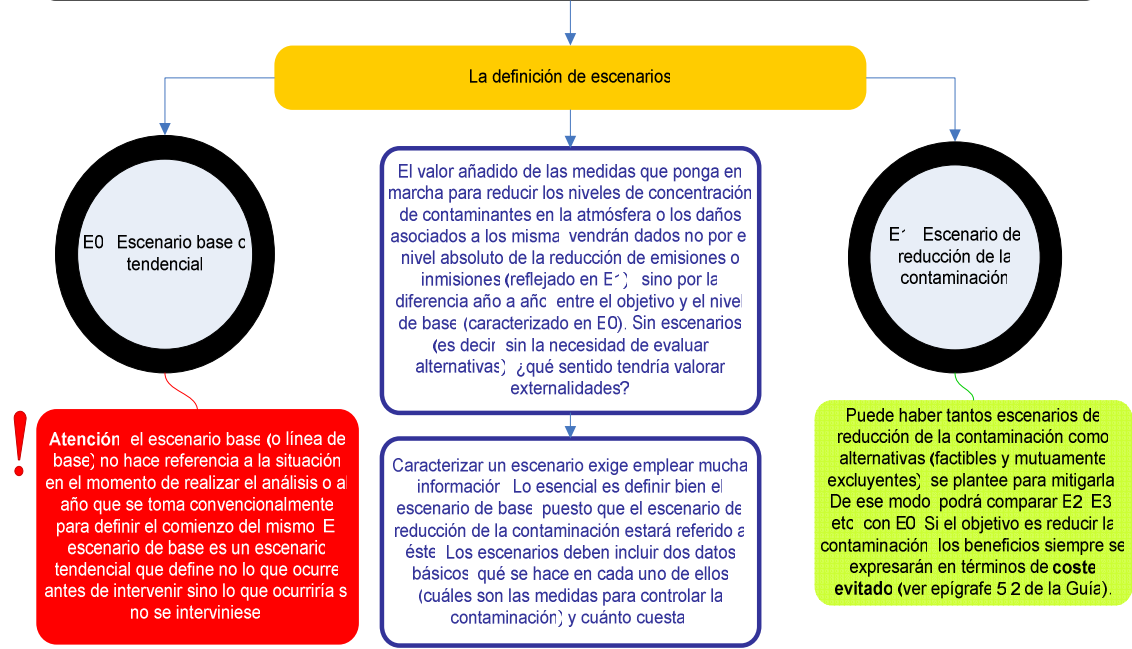 La definición de escenarios
E0 Escenario base o
tendencial
El valor añadido de las medidas que ponga en
marcha para reducir los niveles de concentración
de contaminantes en la atmósfera o los daños
asociados a los misma vendrán dados no por e
nivel absoluto de la reducción de emisiones o
inmisiones (reflejado en E1) sino por la
diferencia año a año entre el objetivo y el nivel
de base (caracterizado en E0). Sin escenarios
(es decir sin la necesidad de evaluar
alternativas) ¿qué sentido tendría valorar
externalidades?
E1 Escenario de
reducción de la
contaminación
!
Atención el escenario base (o línea de
base) no hace referencia a la situación
en el momento de realizar el análisis o al
año que se toma convencionalmente
para definir el comienzo del mismo E
escenario de base es un escenario
tendencial que define no lo que ocurre
antes de intervenir sino lo que ocurriría s
no se interviniese
Caracterizar un escenario exige emplear mucha
información Lo esencial es definir bien el
escenario de base puesto que el escenario de
reducción de la contaminación estará referido a
éste Los escenarios deben incluir dos datos
básicos qué se hace en cada uno de ellos
(cuáles son las medidas para controlar la
contaminación) y cuánto cuesta
Puede haber tantos escenarios de
reducción de la contaminación como
alternativas (factibles y mutuamente
excluyentes) se plantee para mitigarla
De ese modo podrá comparar E2 E3
etc con E0 Si el objetivo es reducir la
contaminación los beneficios siempre se
expresarán en términos de coste
evitado (ver epígrafe 5 2 de la Guía).